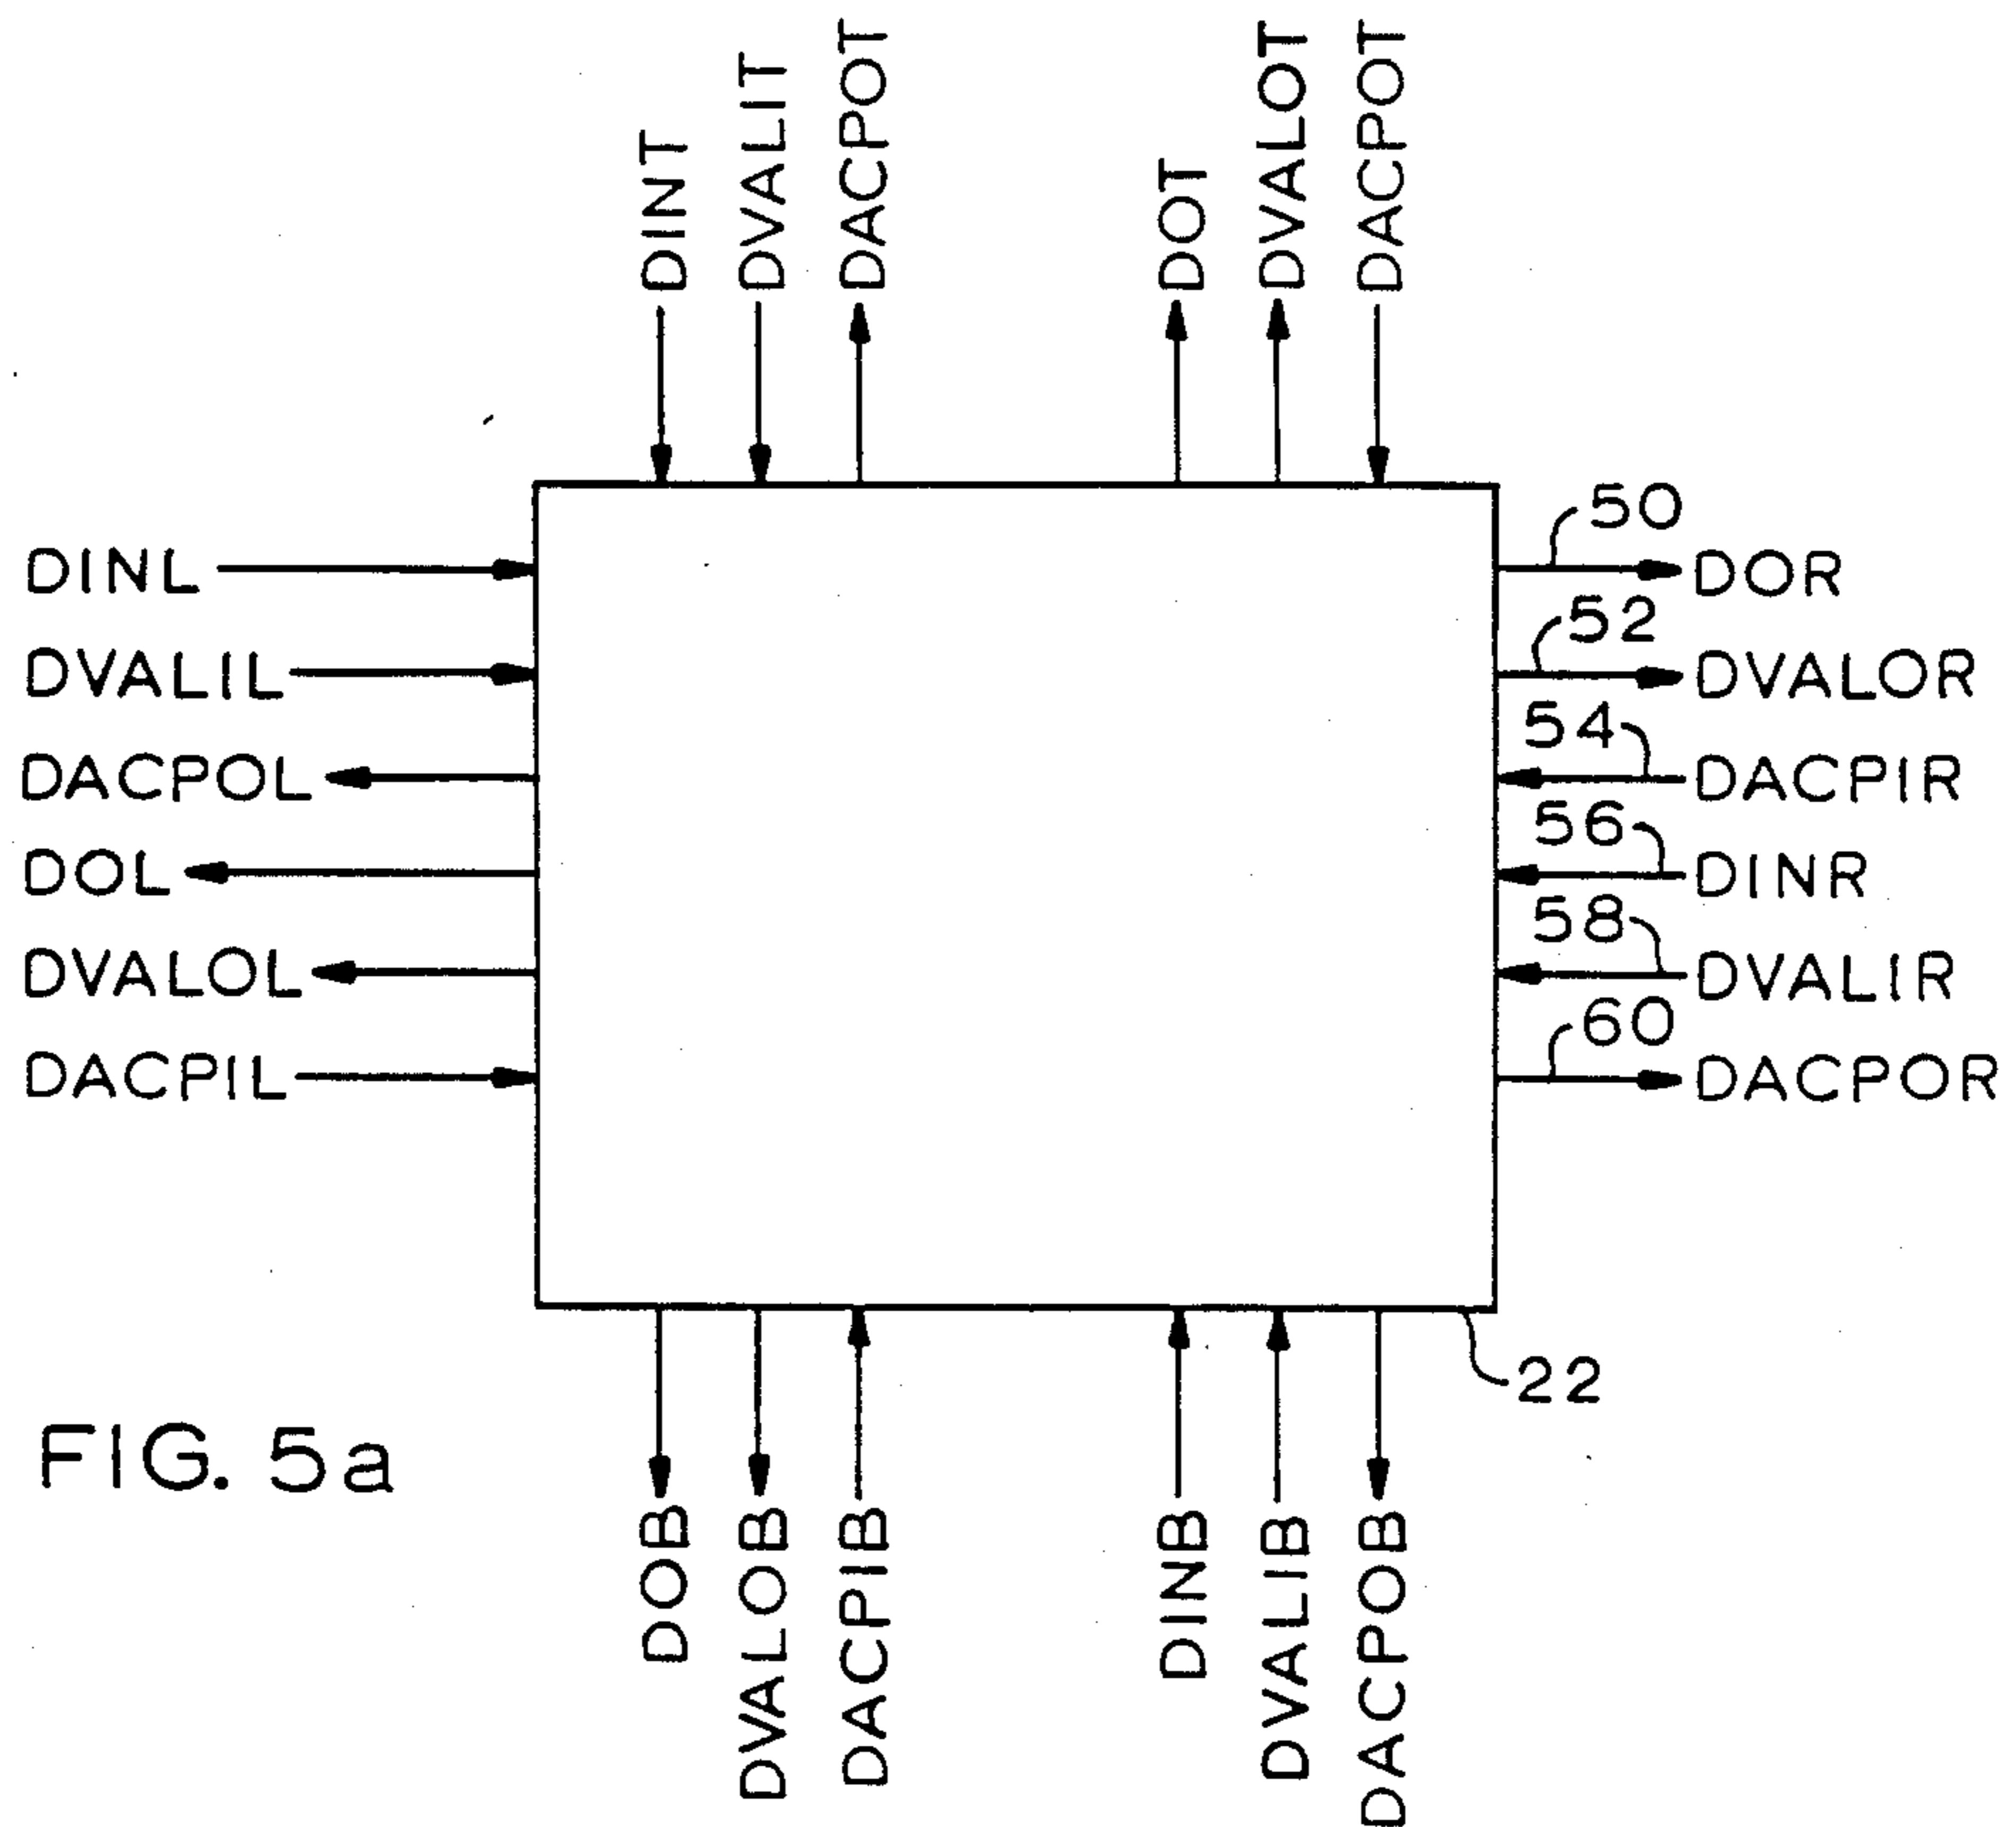 DINT
DVALIT
DACPOT
DOT
DVALOT
DACPOT
DINL
DVALIL
DACPOL
DOL
DVALOL
DACPIL
50
DOR
52
DVALOR
54
DACPIR
56
DINR
58
DVALIR
60
DACPOR
22
FIG. 5a
DOB
DVALOB
DACPIB
DINB
DVALIB
DACPOB